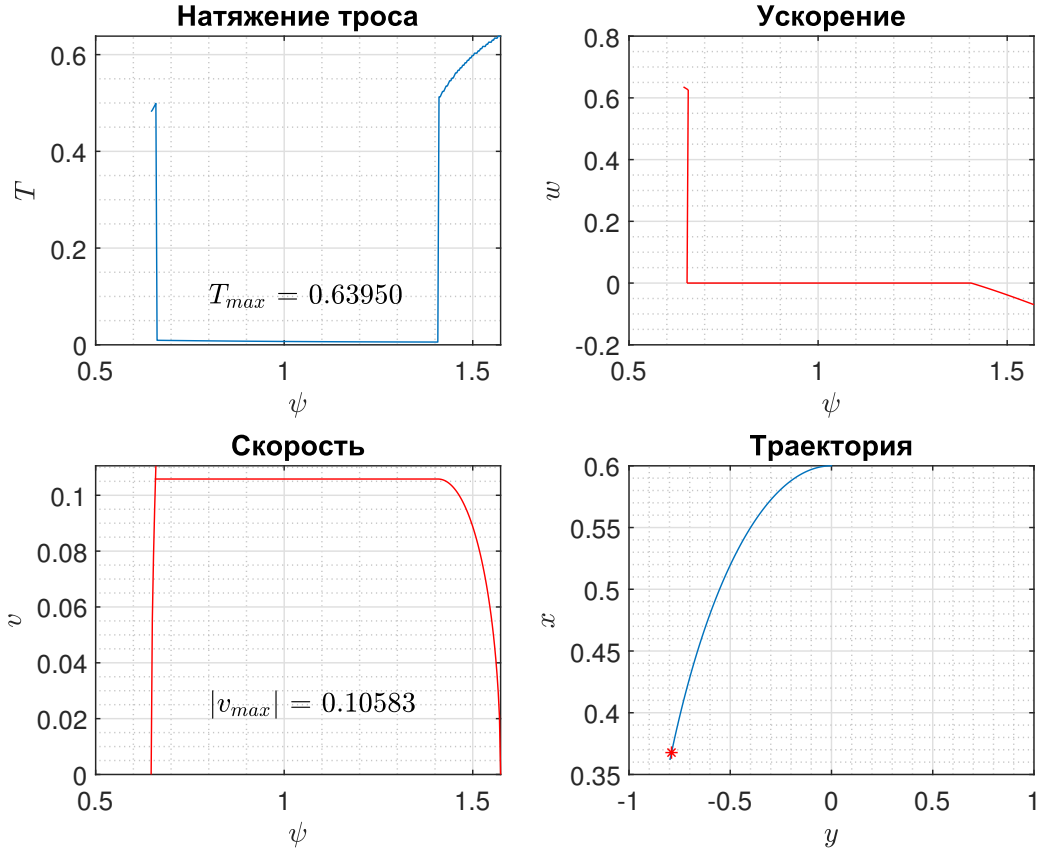 Натяжение троса
T
0.6
0.4
0.2
0
T_max = 0.63950
0.5 1 1.5
ψ
Ускорение
w
0.8
0.6
0.4
0.2
0
-0.2
0.5 1 1.5
ψ
Скорость
v
0.1
0.08
0.06
0.04
0.02
0
|v_max| = 0.10583
0.5 1 1.5
ψ
Траектория
x
0.6
0.55
0.5
0.45
0.4
0.35
-1 -0.5 0 0.5 1
y